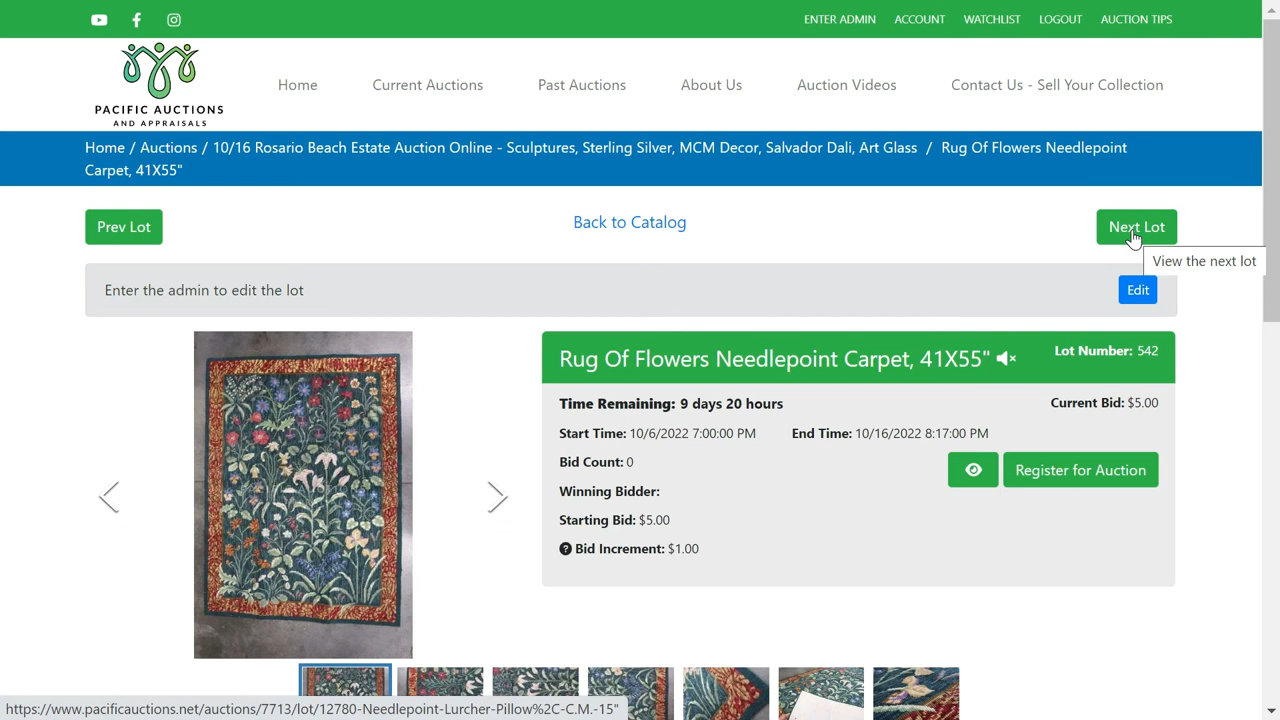 ENTER ADMIN ACCOUNT WATCHLIST LOGOUT AUCTION TIPS
PACIFIC AUCTIONS
AND APPRAISALS
Home Current Auctions Past Auctions About Us Auction Videos Contact Us - Sell Your Collection
Home / Auctions / 10/16 Rosario Beach Estate Auction Online - Sculptures, Sterling Silver, MCM Decor, Salvador Dali, Art Glass / Rug Of Flowers Needlepoint
Carpet, 41X55"
Prev Lot Back to Catalog Next Lot
View the next lot
Enter the admin to edit the lot Edit
Rug Of Flowers Needlepoint Carpet, 41X55" Lot Number: 542
Time Remaining: 9 days 20 hours Current Bid: $5.00
Start Time: 10/6/2022 7:00:00 PM End Time: 10/16/2022 8:17:00 PM
Bid Count: 0 Register for Auction
Winning Bidder:
Starting Bid: $5.00
? Bid Increment: $1.00
https://www.pacificauctions.net/auctions/7713/lot/12780-Needlepoint-Lurcher-Pillow%2C-C.M.-15"